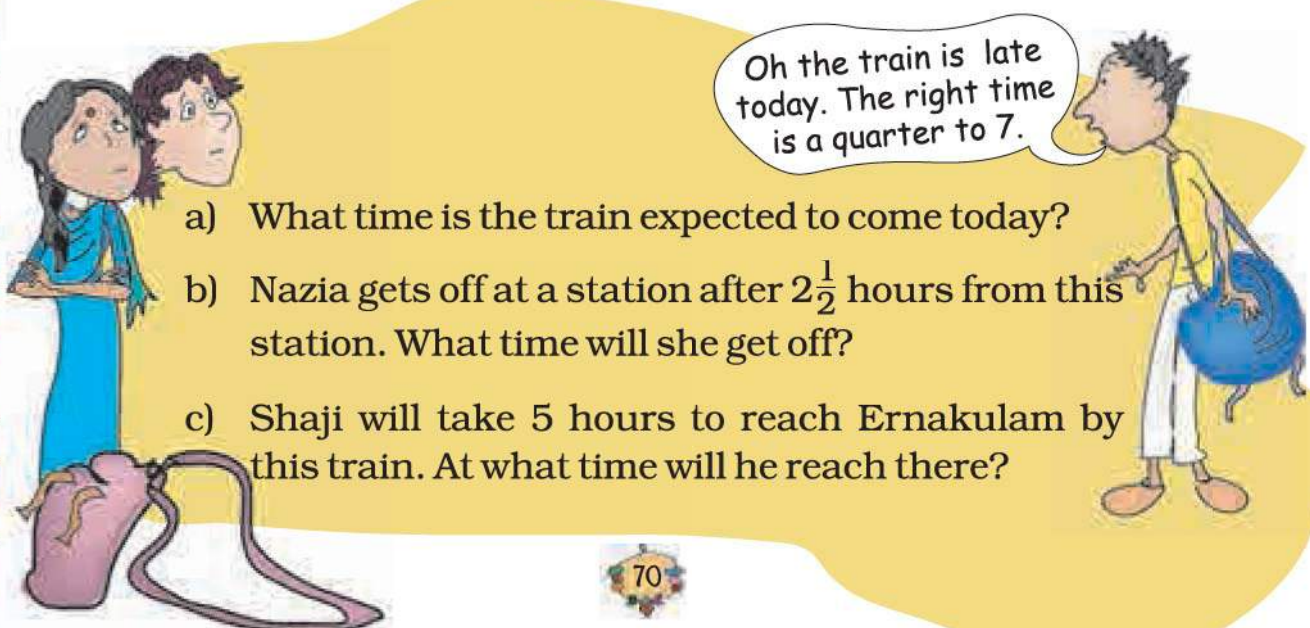 Oh the train is late
today. The right time
is a quarter to 7.
a) What time is the train expected to come today?
b) Nazia gets off at a station after 2 1/2 hours from this
station. What time will she get off?
c) Shaji will take 5 hours to reach Ernakulam by
this train. At what time will he reach there?
70